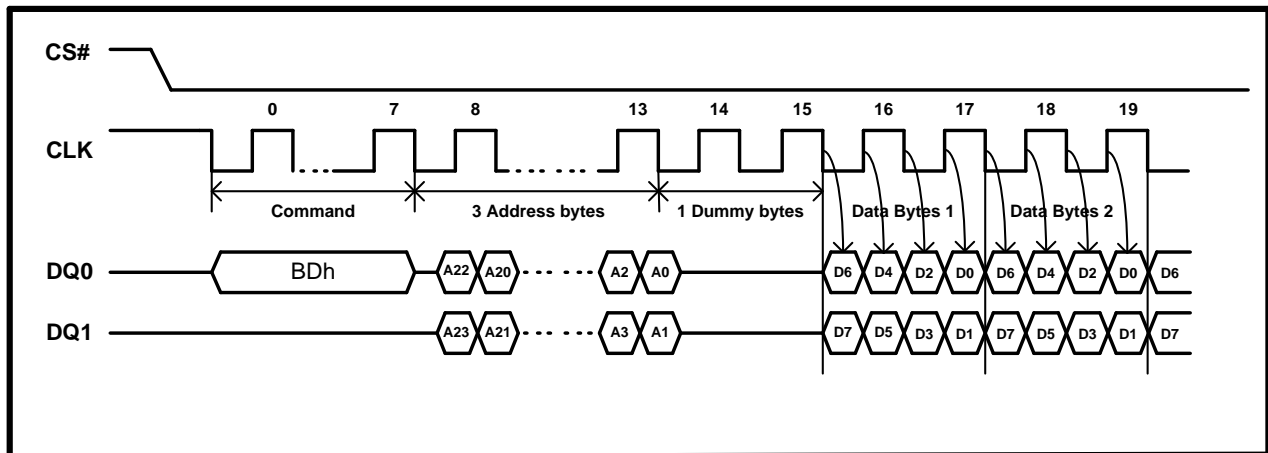 CS#
0 7 8 13 14 15 16 17 18 19
CLK
Command 3 Address bytes 1 Dummy bytes Data Bytes 1 Data Bytes 2
DQ0 BDh A22 A20 A2 A0 D6 D4 D2 D0 D6 D4 D2 D0 D6
DQ1 A23 A21 A3 A1 D7 D5 D3 D1 D7 D5 D3 D1 D7